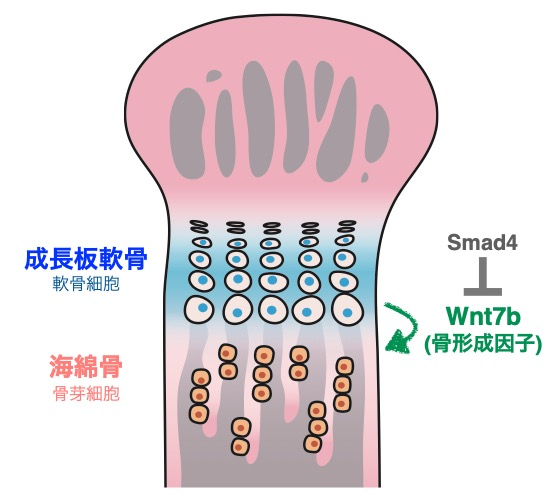 成長板軟骨
軟骨細胞
海綿骨
骨芽細胞
Smad4
Wnt7b
(骨形成因子)